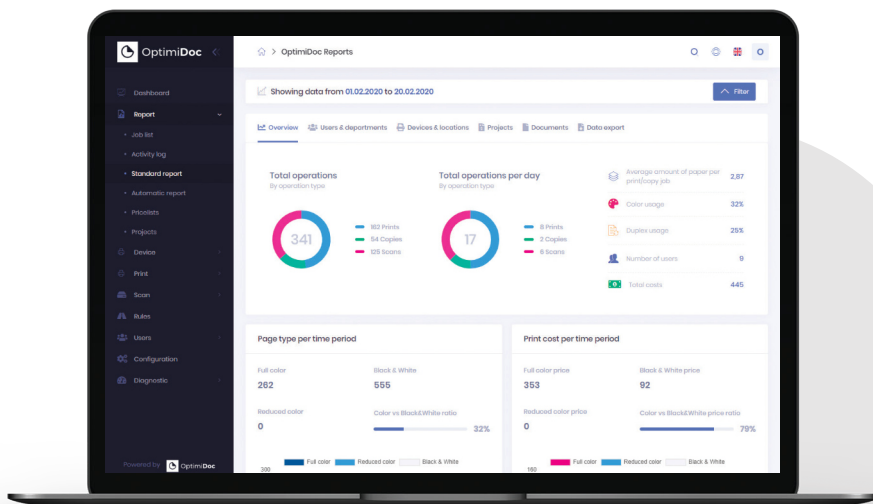 OptimiDoc
OptimiDoc Reports
Showing data from 01.02.2020 to 20.02.2020
Filter
Dashboard
Report
Job list
Activity log
Standard report
Automatic report
Pricelists
Projects
Device
Print
Scan
Rules
Users
Configuration
Diagnostic
Powered by OptimiDoc
Overview Users & deportments Devices & locations Projects Documents Data export
Total operations
By operation type
341
162 Prints
54 Copies
125 Scans
Total operations per day
By operation type
17
8 Prints
2 Copies
6 Scans
Average amount of paper per
print/copy job
2,87
Color usage 32%
Duplex usage 25%
Number of users 9
Total costs 445
Page type per time period
Full color
262
Black & White
555
Reduced color
0
Color vs Black&White ratio
32%
Full color Reduced color Black & White
300
Print cost per time period
Full color price
353
Black & White price
92
Reduced color price
0
Color vs Black&White price ratio
79%
Full color Reduced color Black & White
160